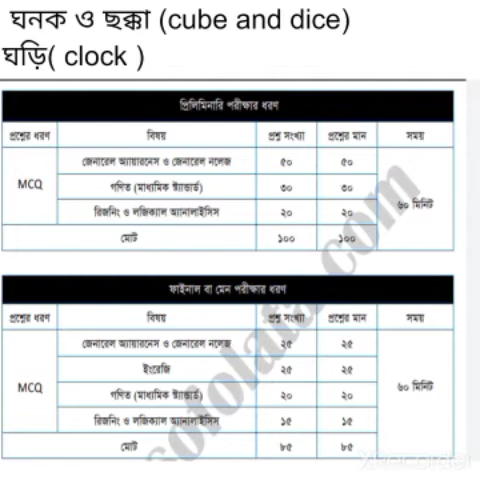 ঘনক ও ছক্কা (cube and dice)
ঘড়ি( clock )
প্রিলিমিনারি পরীক্ষার ধরণ
প্রশ্নের ধরণ বিষয় প্রশ্ন সংখ্যা প্রশ্নের মান সময়
জেনারেল অ্যায়ারনেস ও জেনারেল নলেজ ৫০ ৫০
MCQ গণিত (মাধ্যমিক স্ট্যান্ডার্ড) ৩০ ৩০ ৬০ মিনিট
রিজনিং ও লজিক্যাল অ্যানালাইসিস ২০ ২০
মোট ১০০ ১০০
ফাইনাল বা মেন পরীক্ষার ধরণ
প্রশ্নের ধরণ বিষয় প্রশ্ন সংখ্যা প্রশ্নের মান সময়
জেনারেল অ্যায়ারনেস ও জেনারেল নলেজ ২৫ ২৫
ইংরেজি ২৫ ২৫
MCQ গণিত (মাধ্যমিক স্ট্যান্ডার্ড) ২০ ২০ ৬০ মিনিট
রিজনিং ও লজিক্যাল অ্যানালাইসিস ১৫ ১৫
মোট ৮৫ ৮৫